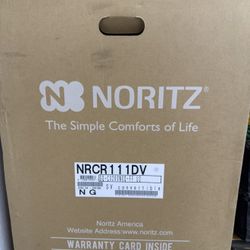 NORITZ®
The Simple Comforts of Life
NRCR111DV
NG
Noritz America
Website Address:www.noritz.com
WARRANTY CARD INSIDE